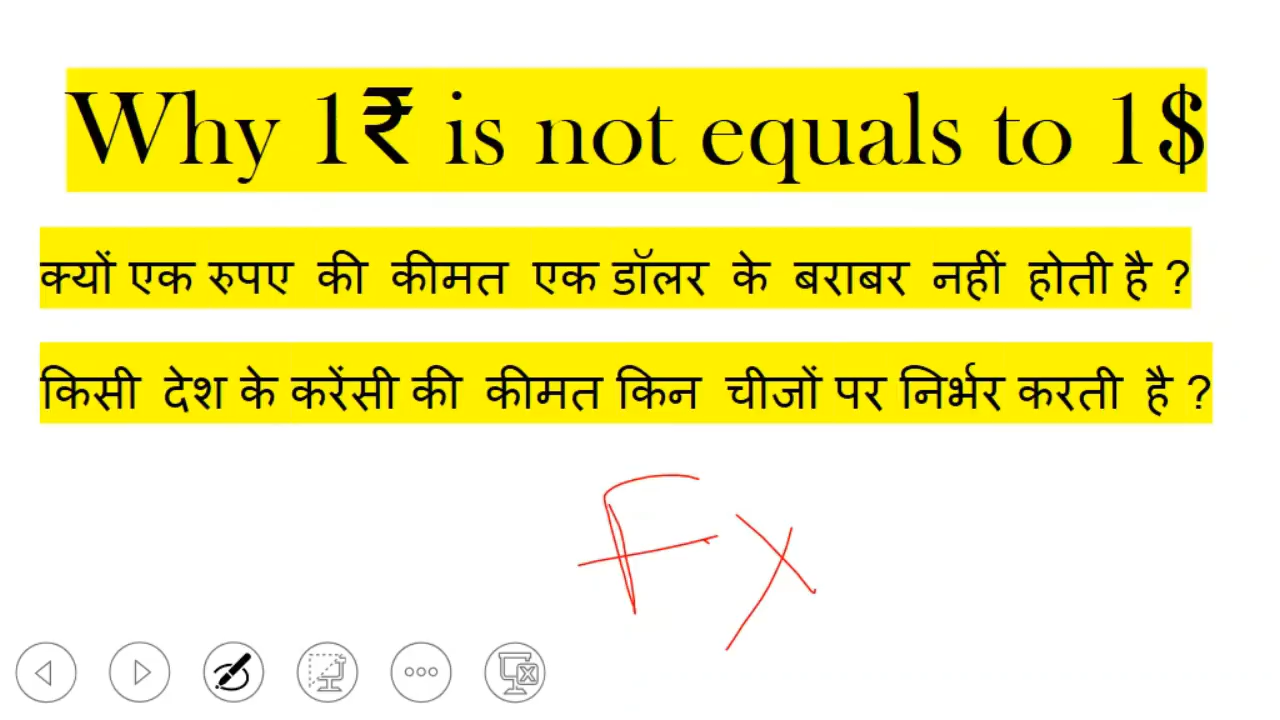 Why 1₹ is not equals to 1$
क्यों एक रुपए की कीमत एक डॉलर के बराबर नहीं होती है ?
किसी देश के करेंसी की कीमत किन चीजों पर निर्भर करती है ?
Fx